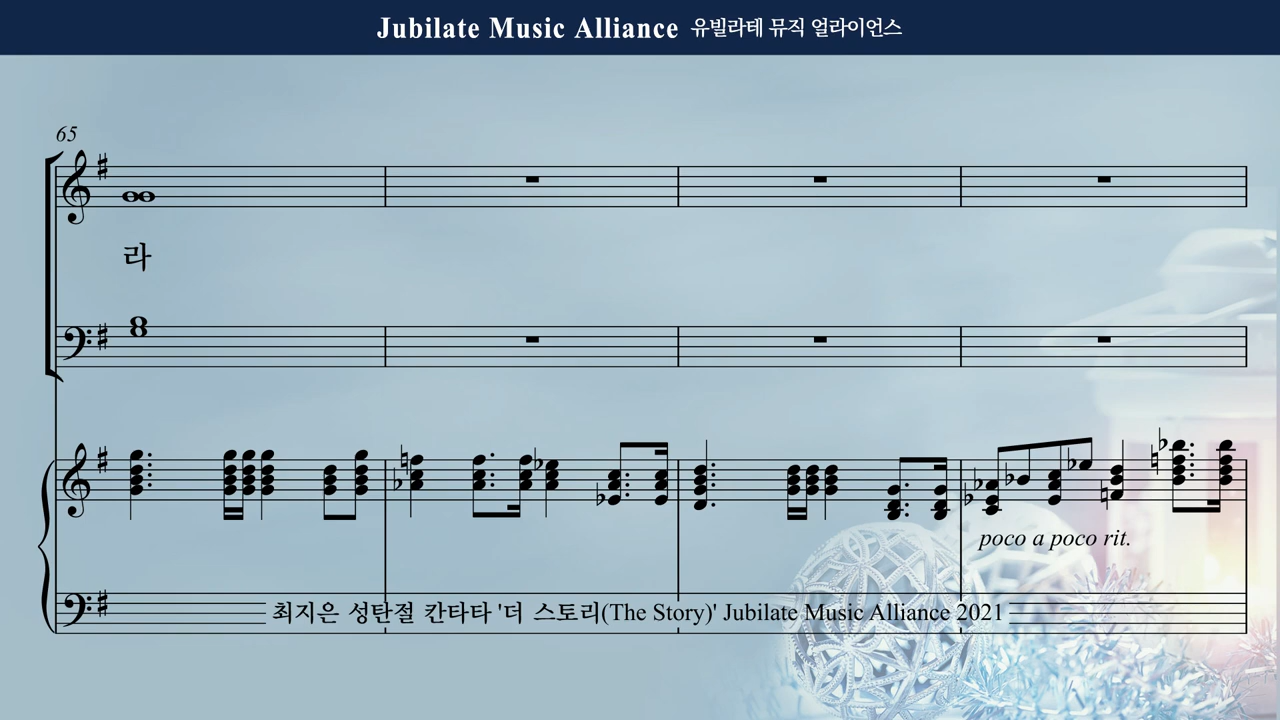 Jubilate Music Alliance 유빌라테 뮤직 얼라이언스
65
라
poco a poco rit.
최지은 성탄절 칸타타 '더 스토리(The Story)' Jubilate Music Alliance 2021